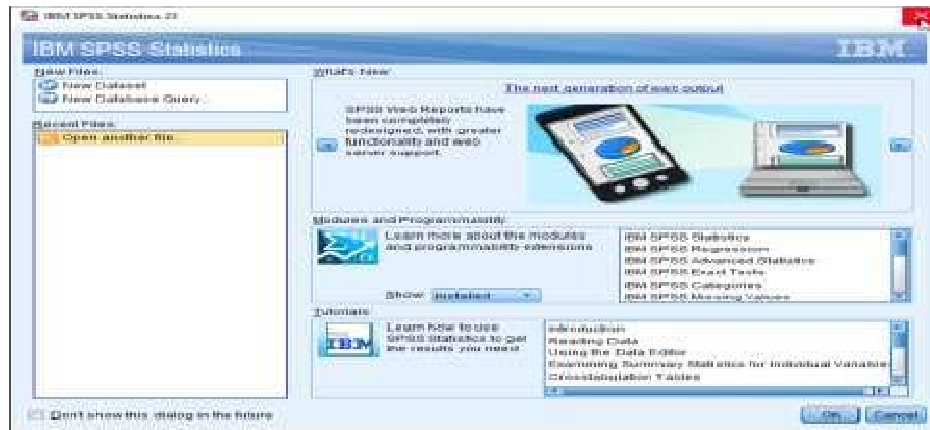 IBM SPSS Statistics 23
IBM SPSS Statistics
IBM
New Files:
New Dataset
New Database Query...
Recent Files:
Open another file...
What's New:
The next generation of web output
SPSS Web Reports have
been completely
redesigned, with greater
functionality and web
server support.
Modules and Programmability:
Learn more about the modules
and programmability extensions
Show: Installed
IBM SPSS Statistics
IBM SPSS Regression
IBM SPSS Advanced Statistics
IBM SPSS Exact Tests
IBM SPSS Categories
IBM SPSS Missing Values
Tutorials:
IBM
Learn how to use
SPSS Statistics to get
the results you need
Introduction
Reading Data
Using the Data Editor
Examining Summary Statistics for Individual Variable
Crosstabulation Tables
Don't show this dialog in the future
OK
Cancel